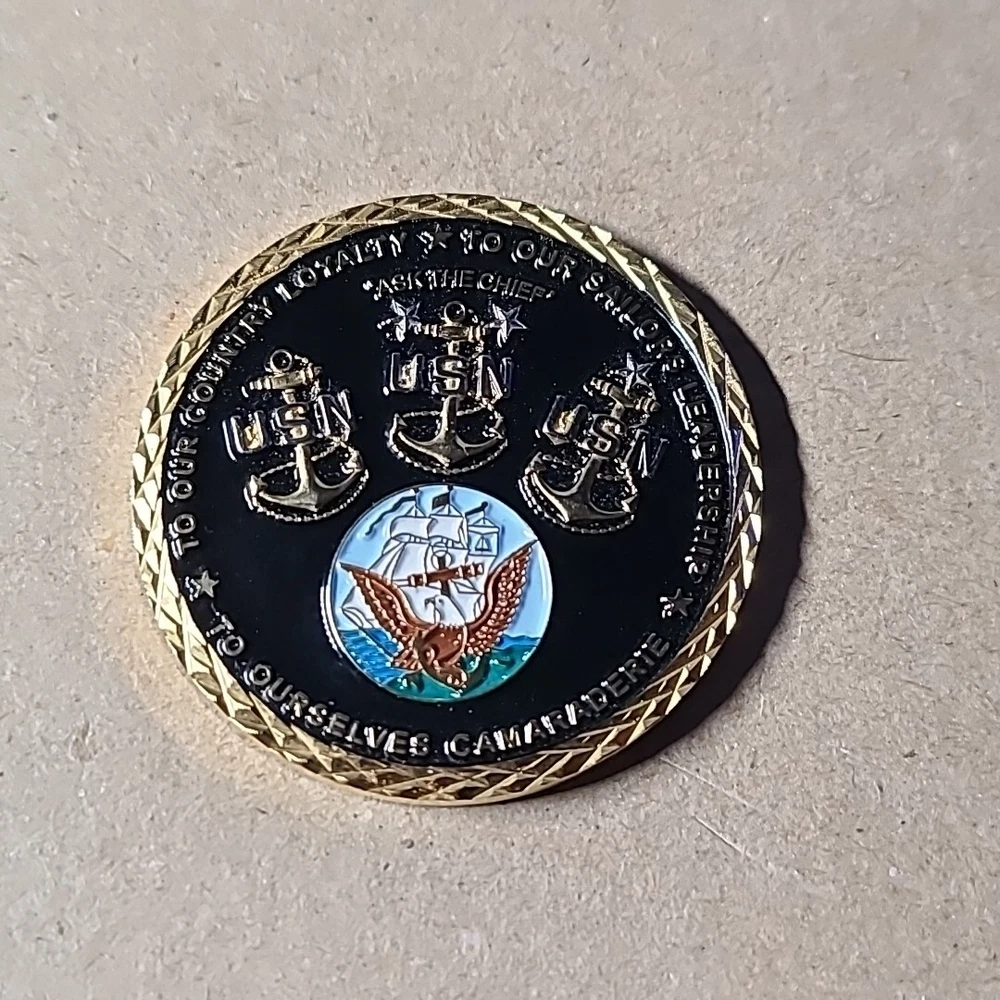 TO OUR COUNTRY LOYALTY
TO OUR SAILORS LEADERSHIP
TO OURSELVES CAMARADERIE
"ASK THE CHIEF"
USN
USN
USN